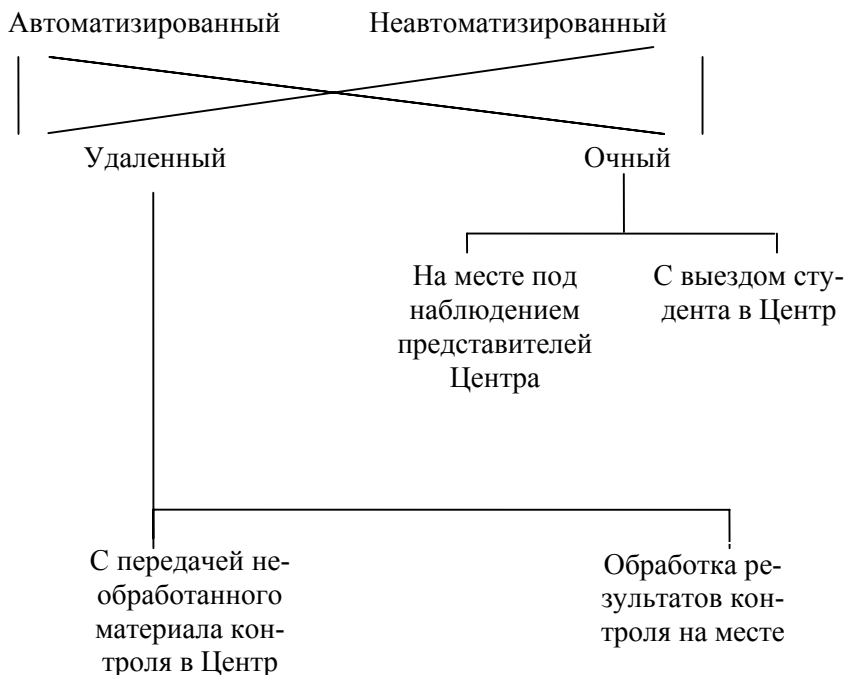 Автоматизированный
Неавтоматизированный
Удаленный
Очный
На месте под
наблюдением
представителей
Центра
С выездом сту-
дента в Центр
С передачей не-
обработанного
материала кон-
троля в Центр
Обработка ре-
зультатов кон-
троля на месте